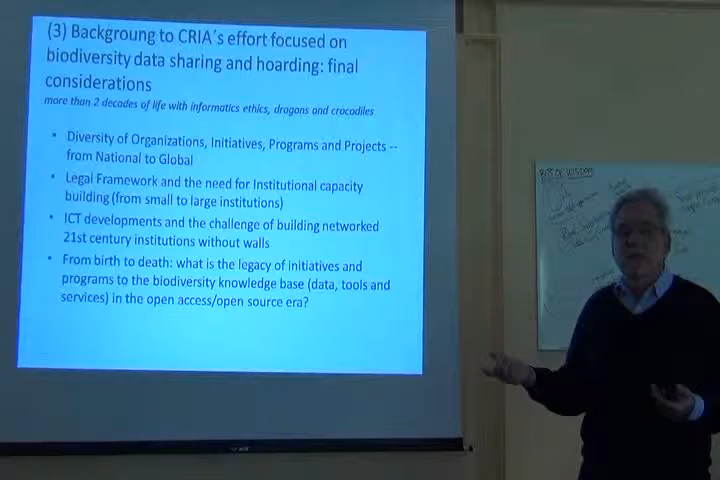 (3) Backgroung to CRIA´s effort focused on
biodiversity data sharing and hoarding: final
considerations
more than 2 decades of life with informatics ethics, dragons and crocodiles
• Diversity of Organizations, Initiatives, Programs and Projects --
from National to Global
• Legal Framework and the need for Institutional capacity
building (from small to large institutions)
• ICT developments and the challenge of building networked
21st century institutions without walls
• From birth to death: what is the legacy of initiatives and
programs to the biodiversity knowledge base (data, tools and
services) in the open access/open source era?
BITS OF WISDOM